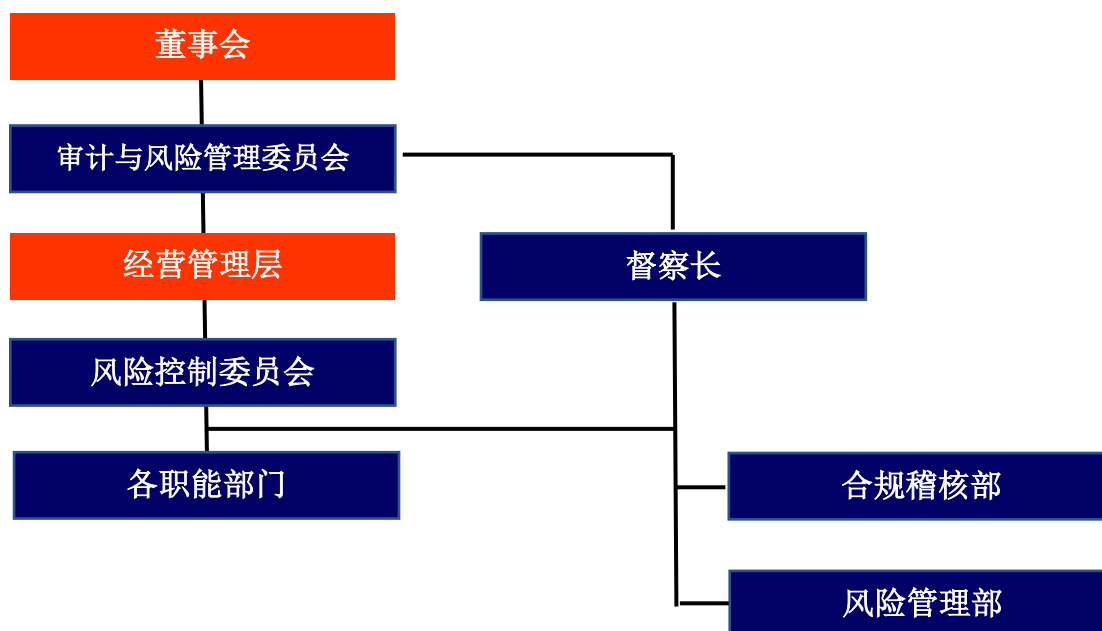 董事会
审计与风险管理委员会
经营管理层
督察长
风险控制委员会
各职能部门
合规稽核部
风险管理部